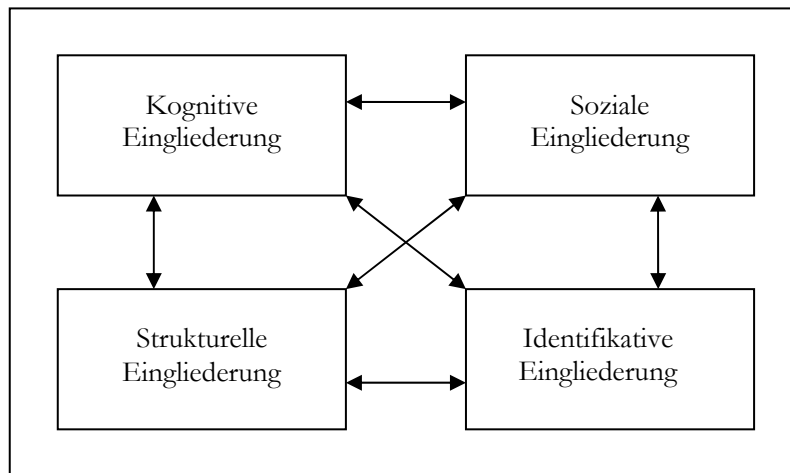 Kognitive
Eingliederung
Soziale
Eingliederung
Strukturelle
Eingliederung
Identifikative
Eingliederung